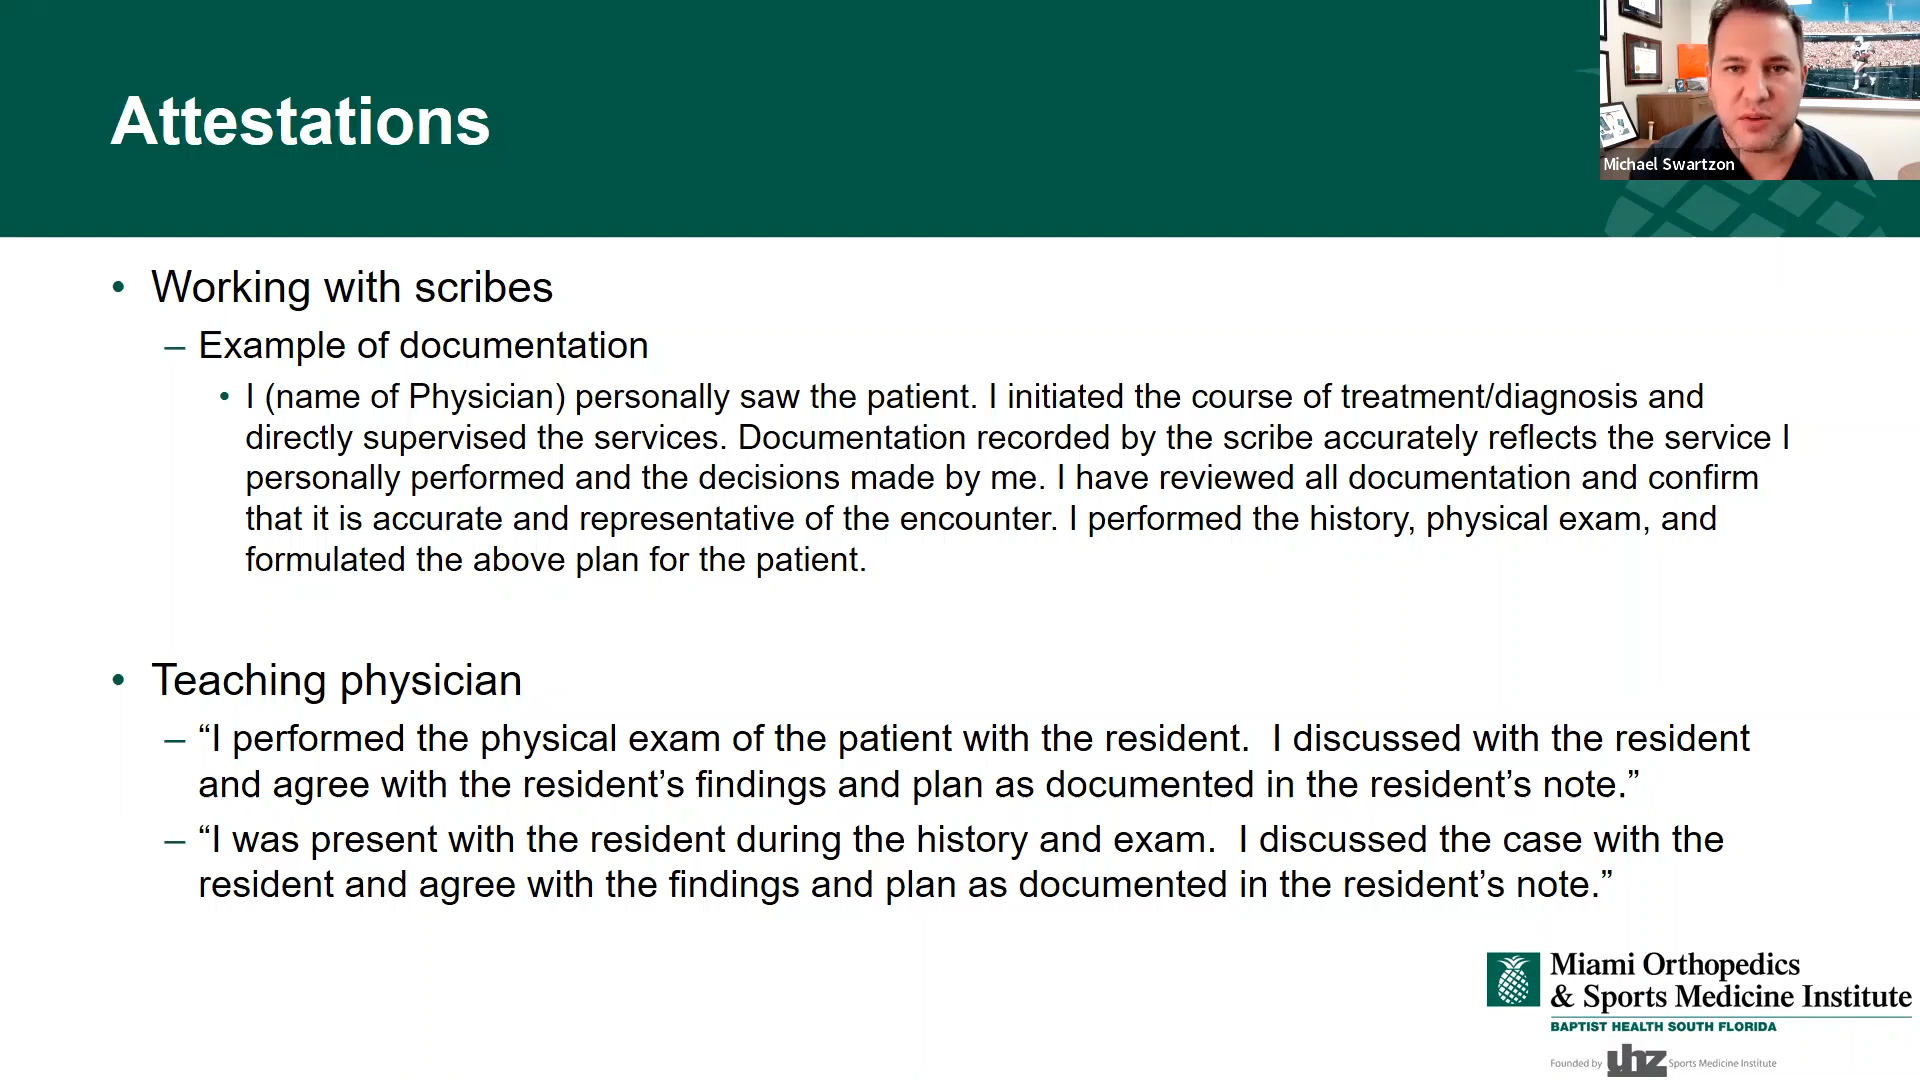 Attestations
Michael Swartzon
• Working with scribes
– Example of documentation
• I (name of Physician) personally saw the patient. I initiated the course of treatment/diagnosis and
directly supervised the services. Documentation recorded by the scribe accurately reflects the service I
personally performed and the decisions made by me. I have reviewed all documentation and confirm
that it is accurate and representative of the encounter. I performed the history, physical exam, and
formulated the above plan for the patient.
• Teaching physician
– “I performed the physical exam of the patient with the resident.  I discussed with the resident
and agree with the resident’s findings and plan as documented in the resident’s note.”
– “I was present with the resident during the history and exam.  I discussed the case with the
resident and agree with the findings and plan as documented in the resident’s note.”
Miami Orthopedics
& Sports Medicine Institute
BAPTIST HEALTH SOUTH FLORIDA
Founded by uhz Sports Medicine Institute